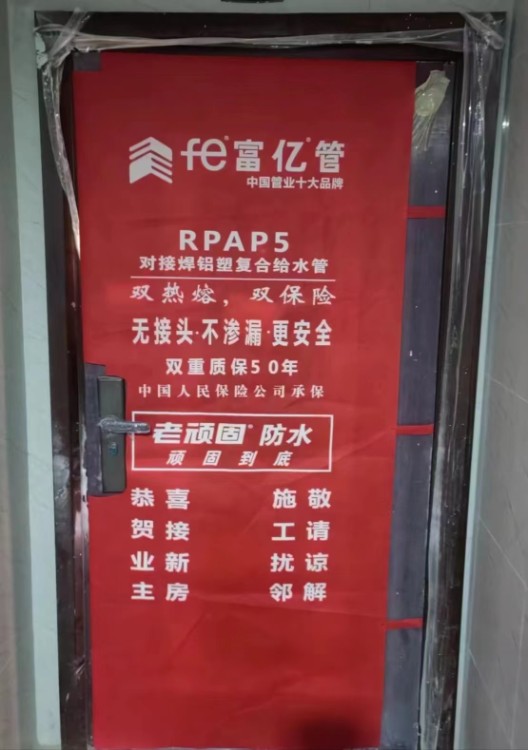 fe®富亿®管
中国管业十大品牌
RPAP5
对接焊铝塑复合给水管
双热熔，双保险
无接头·不渗漏·更安全
双重质保50年
中国人民保险公司承保
老顽固®防水
顽固到底
恭贺业主
喜接新房
施工扰邻
敬请谅解